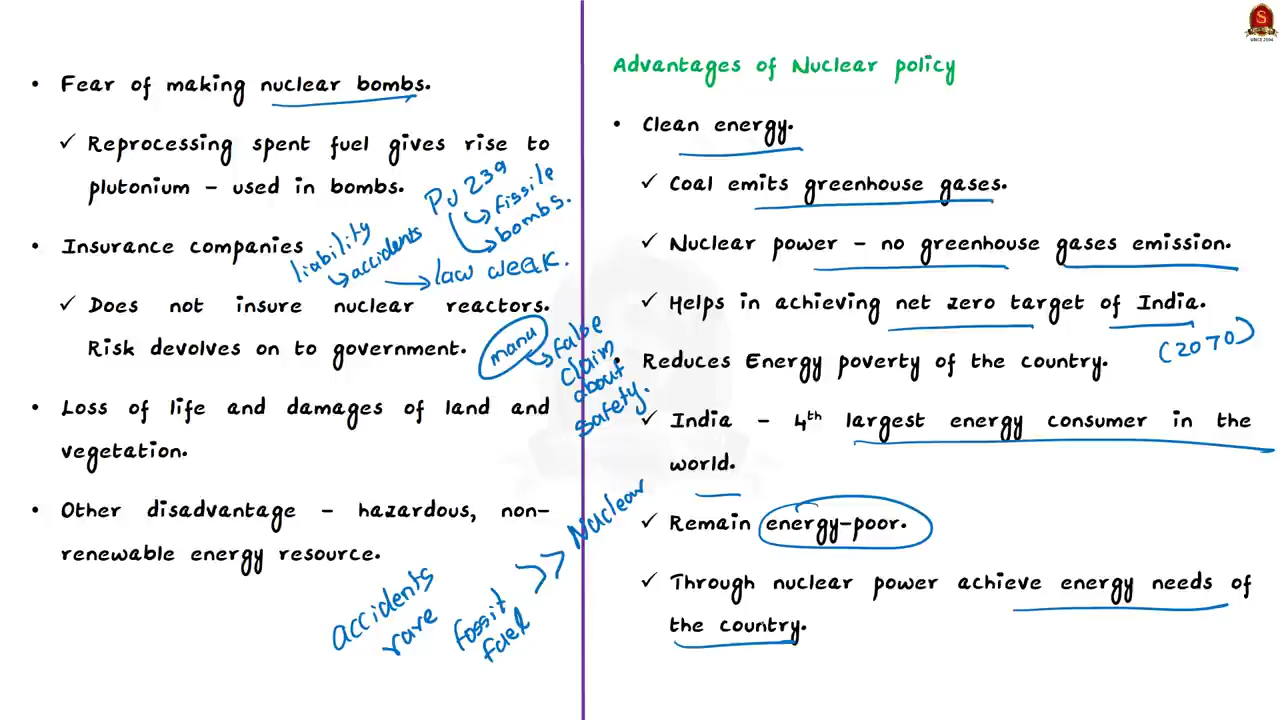 • Fear of making nuclear bombs.
✓ Reprocessing spent fuel gives rise to
plutonium – used in bombs.
Pu 239
fissile
bombs.
• Insurance companies
liability
accidents
law weak.
✓ Does not insure nuclear reactors.
Risk devolves on to government.
manu
false
claim
about
safety.
• Loss of life and damages of land and
vegetation.
• Other disadvantage – hazardous, non-
renewable energy resource.
accidents
rare
fossil
fuel
>> Nuclear
S
SINCE 2004
Advantages of Nuclear policy
• Clean energy.
✓ Coal emits greenhouse gases.
✓ Nuclear power – no greenhouse gases emission.
✓ Helps in achieving net zero target of India.
(2070)
• Reduces Energy poverty of the country.
✓ India – 4th largest energy consumer in the
world.
✓ Remain energy-poor.
✓ Through nuclear power achieve energy needs of
the country.